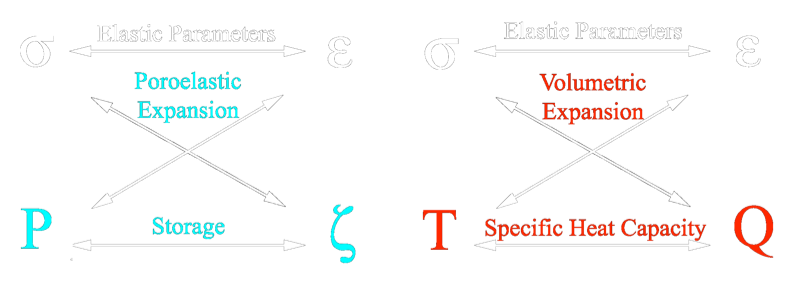 σ Elastic Parameters ε
Poroelastic
Expansion
P Storage ζ
σ Elastic Parameters ε
Volumetric
Expansion
T Specific Heat Capacity Q